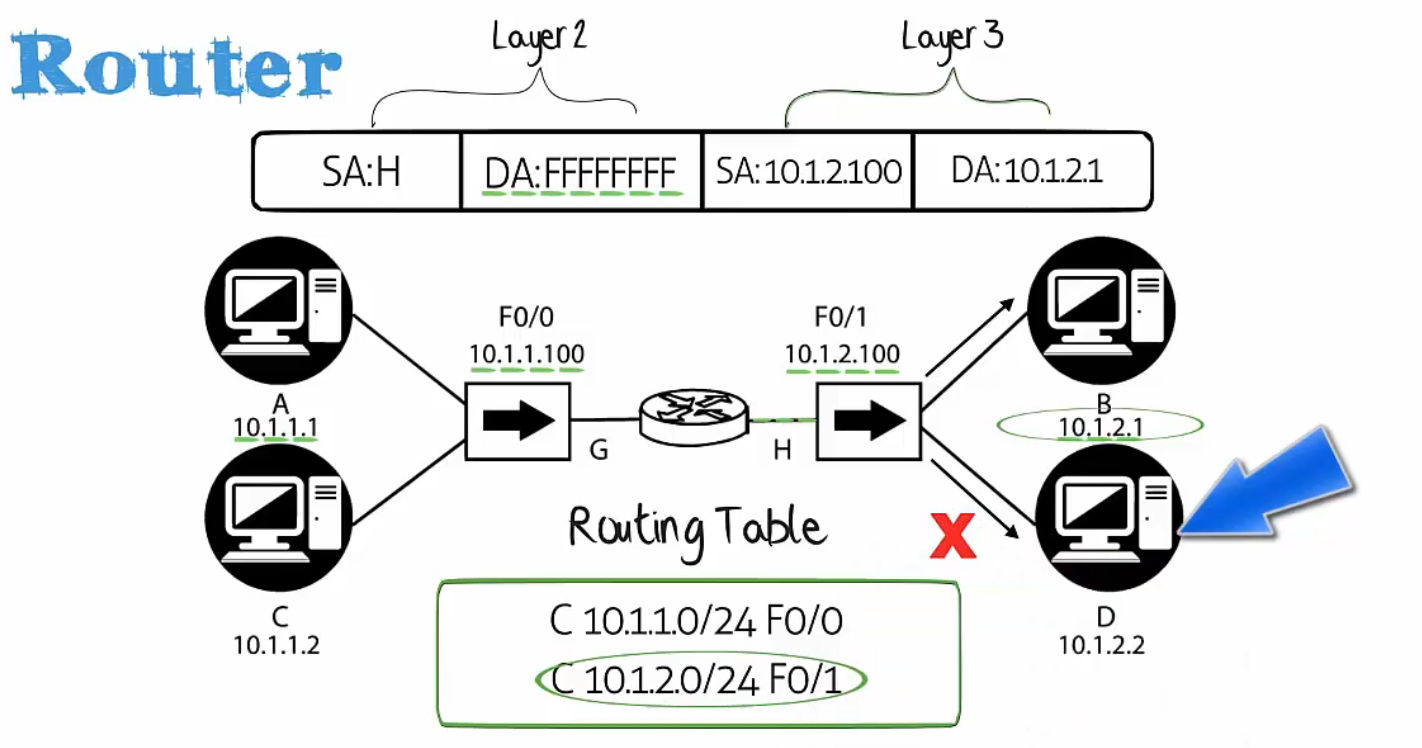 Router
Layer 2
Layer 3
SA:H
DA:FFFFFFFF
SA:10.1.2.100
DA:10.1.2.1
F0/0
10.1.1.100
F0/1
10.1.2.100
A
10.1.1.1
B
10.1.2.1
G
H
X
Routing Table
C
10.1.1.2
D
10.1.2.2
C 10.1.1.0/24 F0/0
C 10.1.2.0/24 F0/1